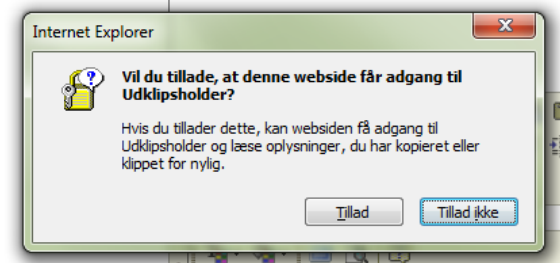 Internet Explorer
Vil du tillade, at denne webside får adgang til
Udklipsholder?
Hvis du tillader dette, kan websiden få adgang til
Udklipsholder og læse oplysninger, du har kopieret eller
klippet for nylig.
Tillad
Tillad ikke